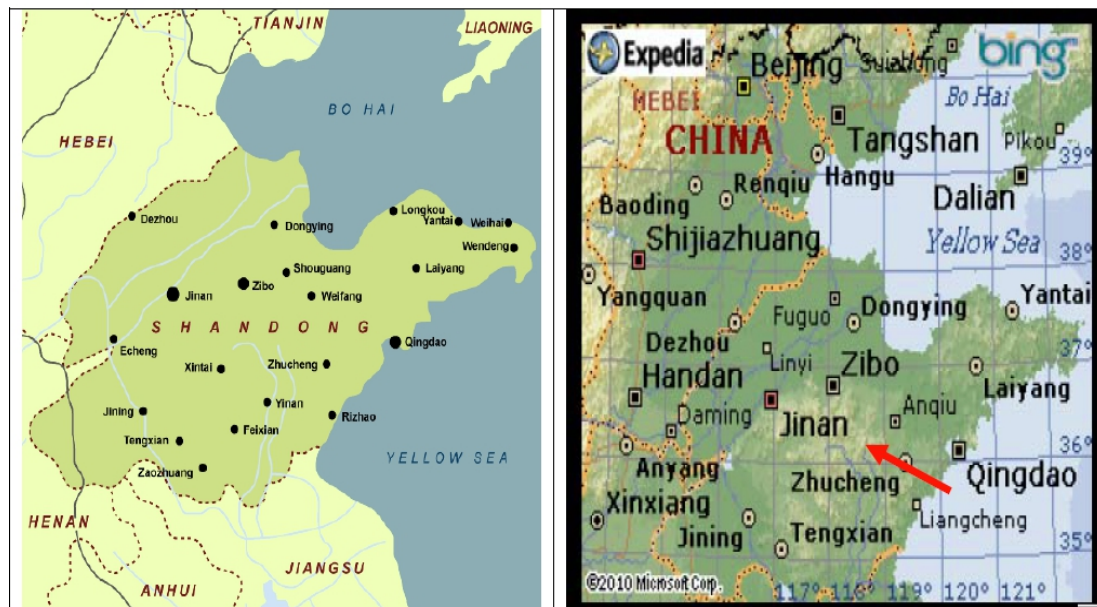 TIANJIN
LIAONING
BO HAI
HEBEI
Dezhou
Longkou
Dongying
Yantai
Weihai
Wendeng
Shouguang
Laiyang
Zibo
Jinan
Weifang
SHANDONG
Echeng
Qingdao
Xintai
Zhucheng
Jining
Yinan
Rizhao
Tengxian
Feixian
Zaozhuang
YELLOW SEA
HENAN
JIANGSU
ANHUI
Expedia
bing
Beijing
HEBEI
Bo Hai
CHINA
Tangshan
Pikou
39°
Renqiu
Hangu
Baoding
Dalian
Shijiazhuang
Yellow Sea
38°
Yangquan
Fuguo
Dongying
Yantai
Dezhou
Linyi
Zibo
37°
Handan
Laiyang
Daming
Jinan
Anqiu
36°
Anyang
Zhucheng
Qingdao
Xinxiang
Jining
Tengxian
Liangcheng
35°
©2010 Microsoft Corp.
117° 118° 119° 120° 121°